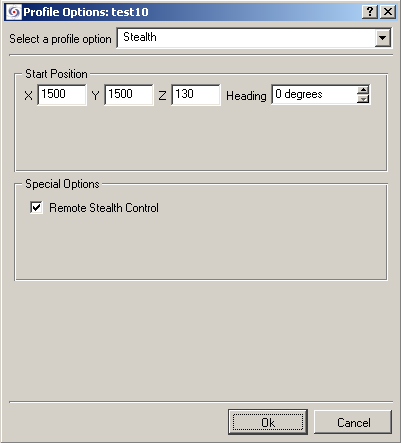 Profile Options: test10
Select a profile option Stealth
Start Position
X 1500 Y 1500 Z 130 Heading 0 degrees
Special Options
Remote Stealth Control
Ok Cancel